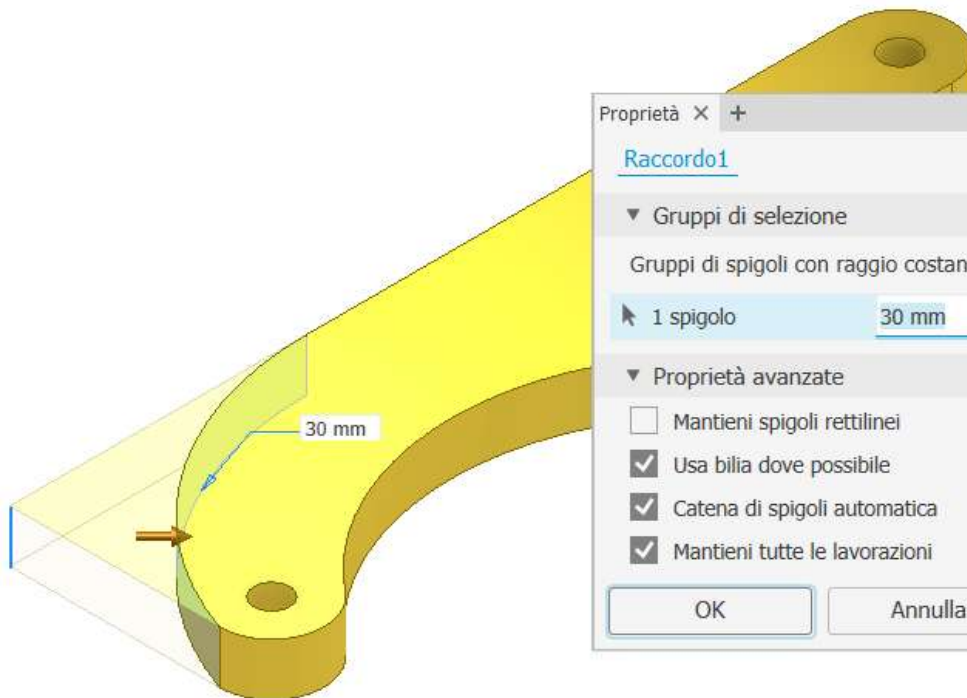 Proprietà
Raccordo1
Gruppi di selezione
Gruppi di spigoli con raggio costan
1 spigolo
30 mm
Proprietà avanzate
30 mm
Mantieni spigoli rettilinei
Usa bilia dove possibile
Catena di spigoli automatica
Mantieni tutte le lavorazioni
OK
Annulla